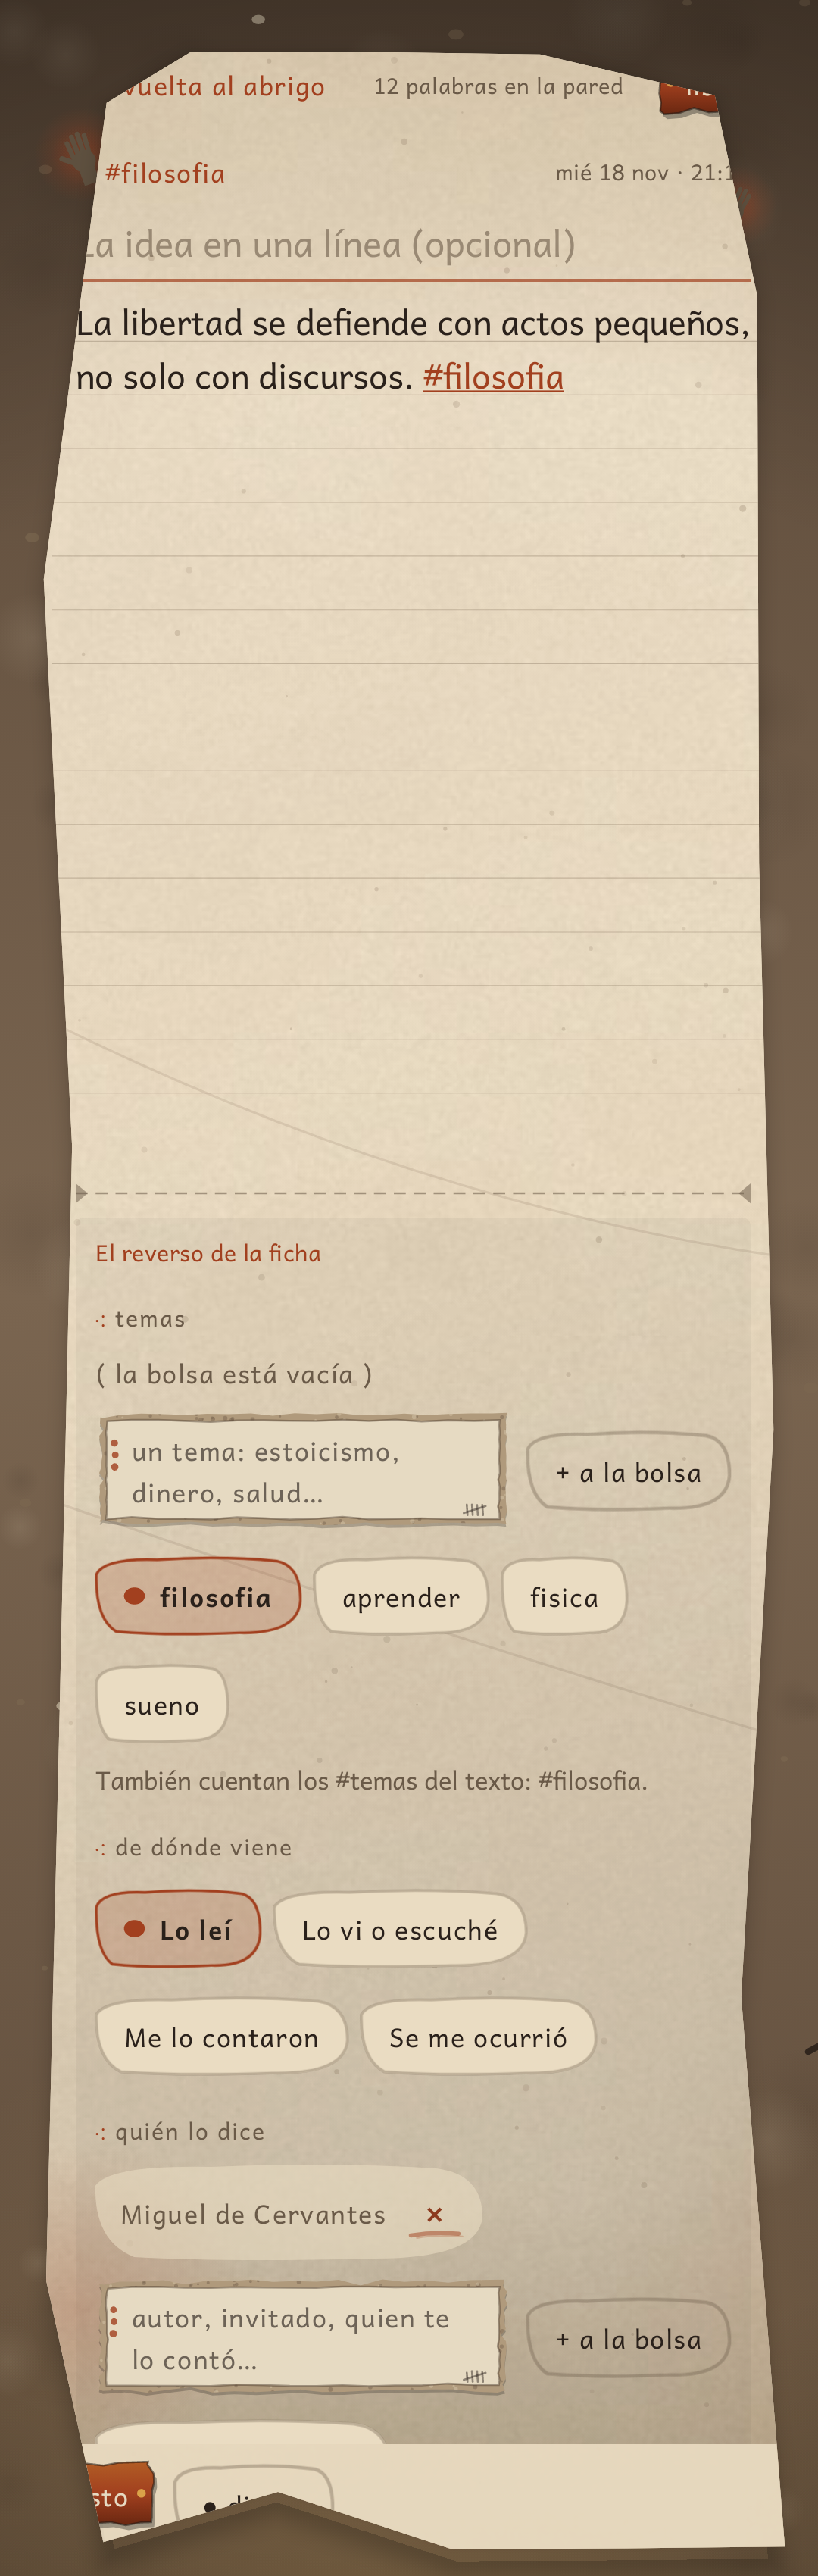 vuelta al abrigo 12 palabras en la pared
#filosofia mié 18 nov · 21:1
La idea en una línea (opcional)
La libertad se defiende con actos pequeños,
no solo con discursos. #filosofia
El reverso de la ficha
temas
( la bolsa está vacía )
un tema: estoicismo,
dinero, salud...
+ a la bolsa
filosofia aprender fisica
sueno
También cuentan los #temas del texto: #filosofia.
de dónde viene
Lo leí Lo vi o escuché
Me lo contaron Se me ocurrió
quién lo dice
Miguel de Cervantes ×
autor, invitado, quien te
lo contó...
+ a la bolsa